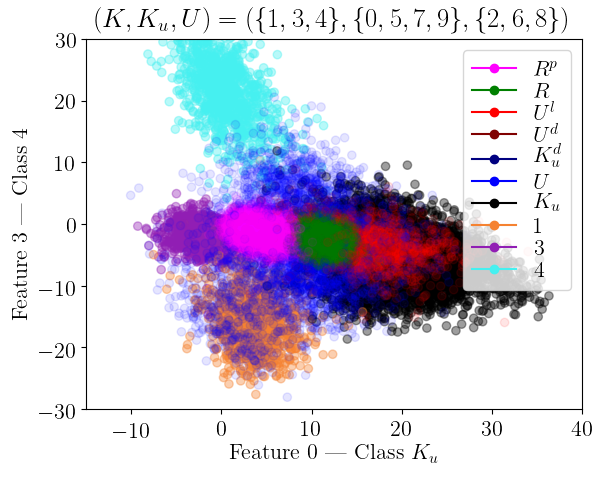 (K, K_u, U) = ({1, 3, 4}, {0, 5, 7, 9}, {2, 6, 8})
30
20
10
0
−10
−20
−30
Feature 3 — Class 4
R^p
R
U^l
U^d
K_u^d
U
K_u
1
3
4
−10 0 10 20 30 40
Feature 0 — Class K_u